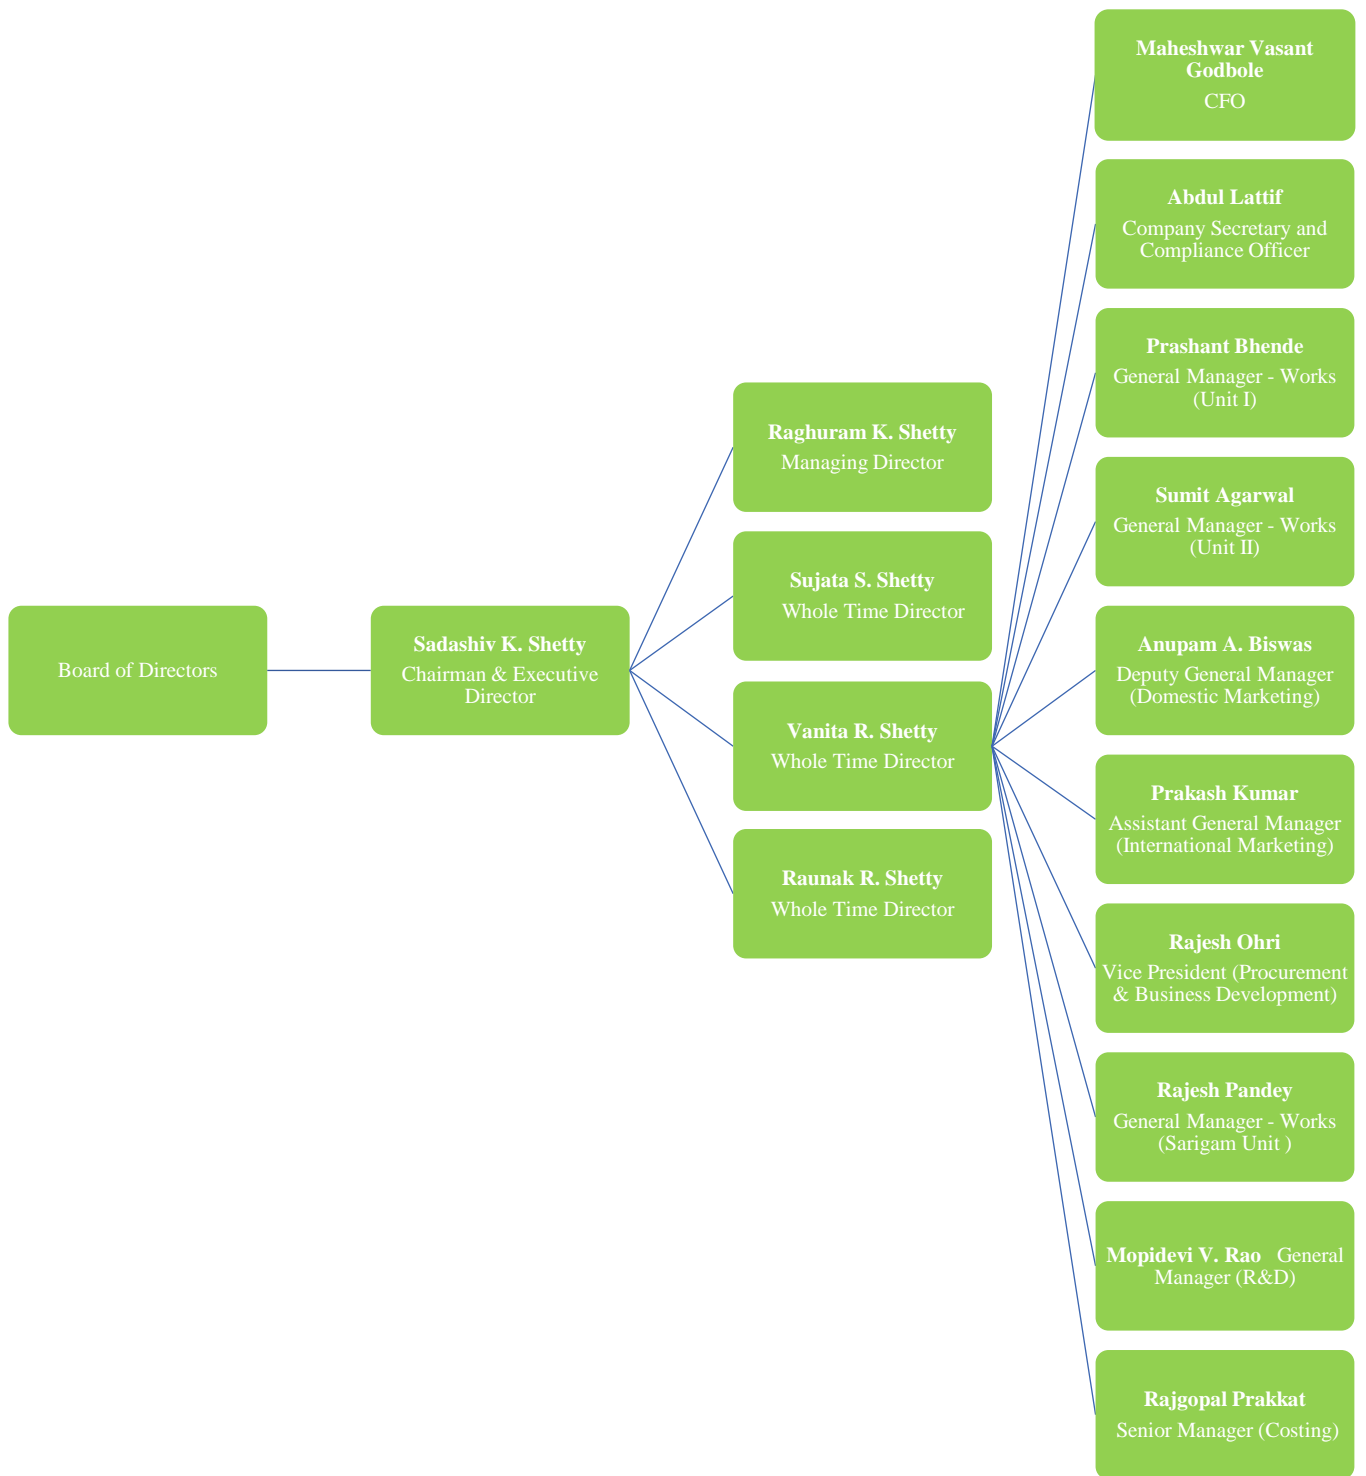 Board of Directors
Sadashiv K. Shetty
Chairman & Executive
Director
Raghuram K. Shetty
Managing Director
Sujata S. Shetty
Whole Time Director
Vanita R. Shetty
Whole Time Director
Raunak R. Shetty
Whole Time Director
Maheshwar Vasant
Godbole
CFO
Abdul Lattif
Company Secretary and
Compliance Officer
Prashant Bhende
General Manager - Works
(Unit I)
Sumit Agarwal
General Manager - Works
(Unit II)
Anupam A. Biswas
Deputy General Manager
(Domestic Marketing)
Prakash Kumar
Assistant General Manager
(International Marketing)
Rajesh Ohri
Vice President (Procurement
& Business Development)
Rajesh Pandey
General Manager - Works
(Sarigam Unit )
Mopidevi V. Rao General
Manager (R&D)
Rajgopal Prakkat
Senior Manager (Costing)